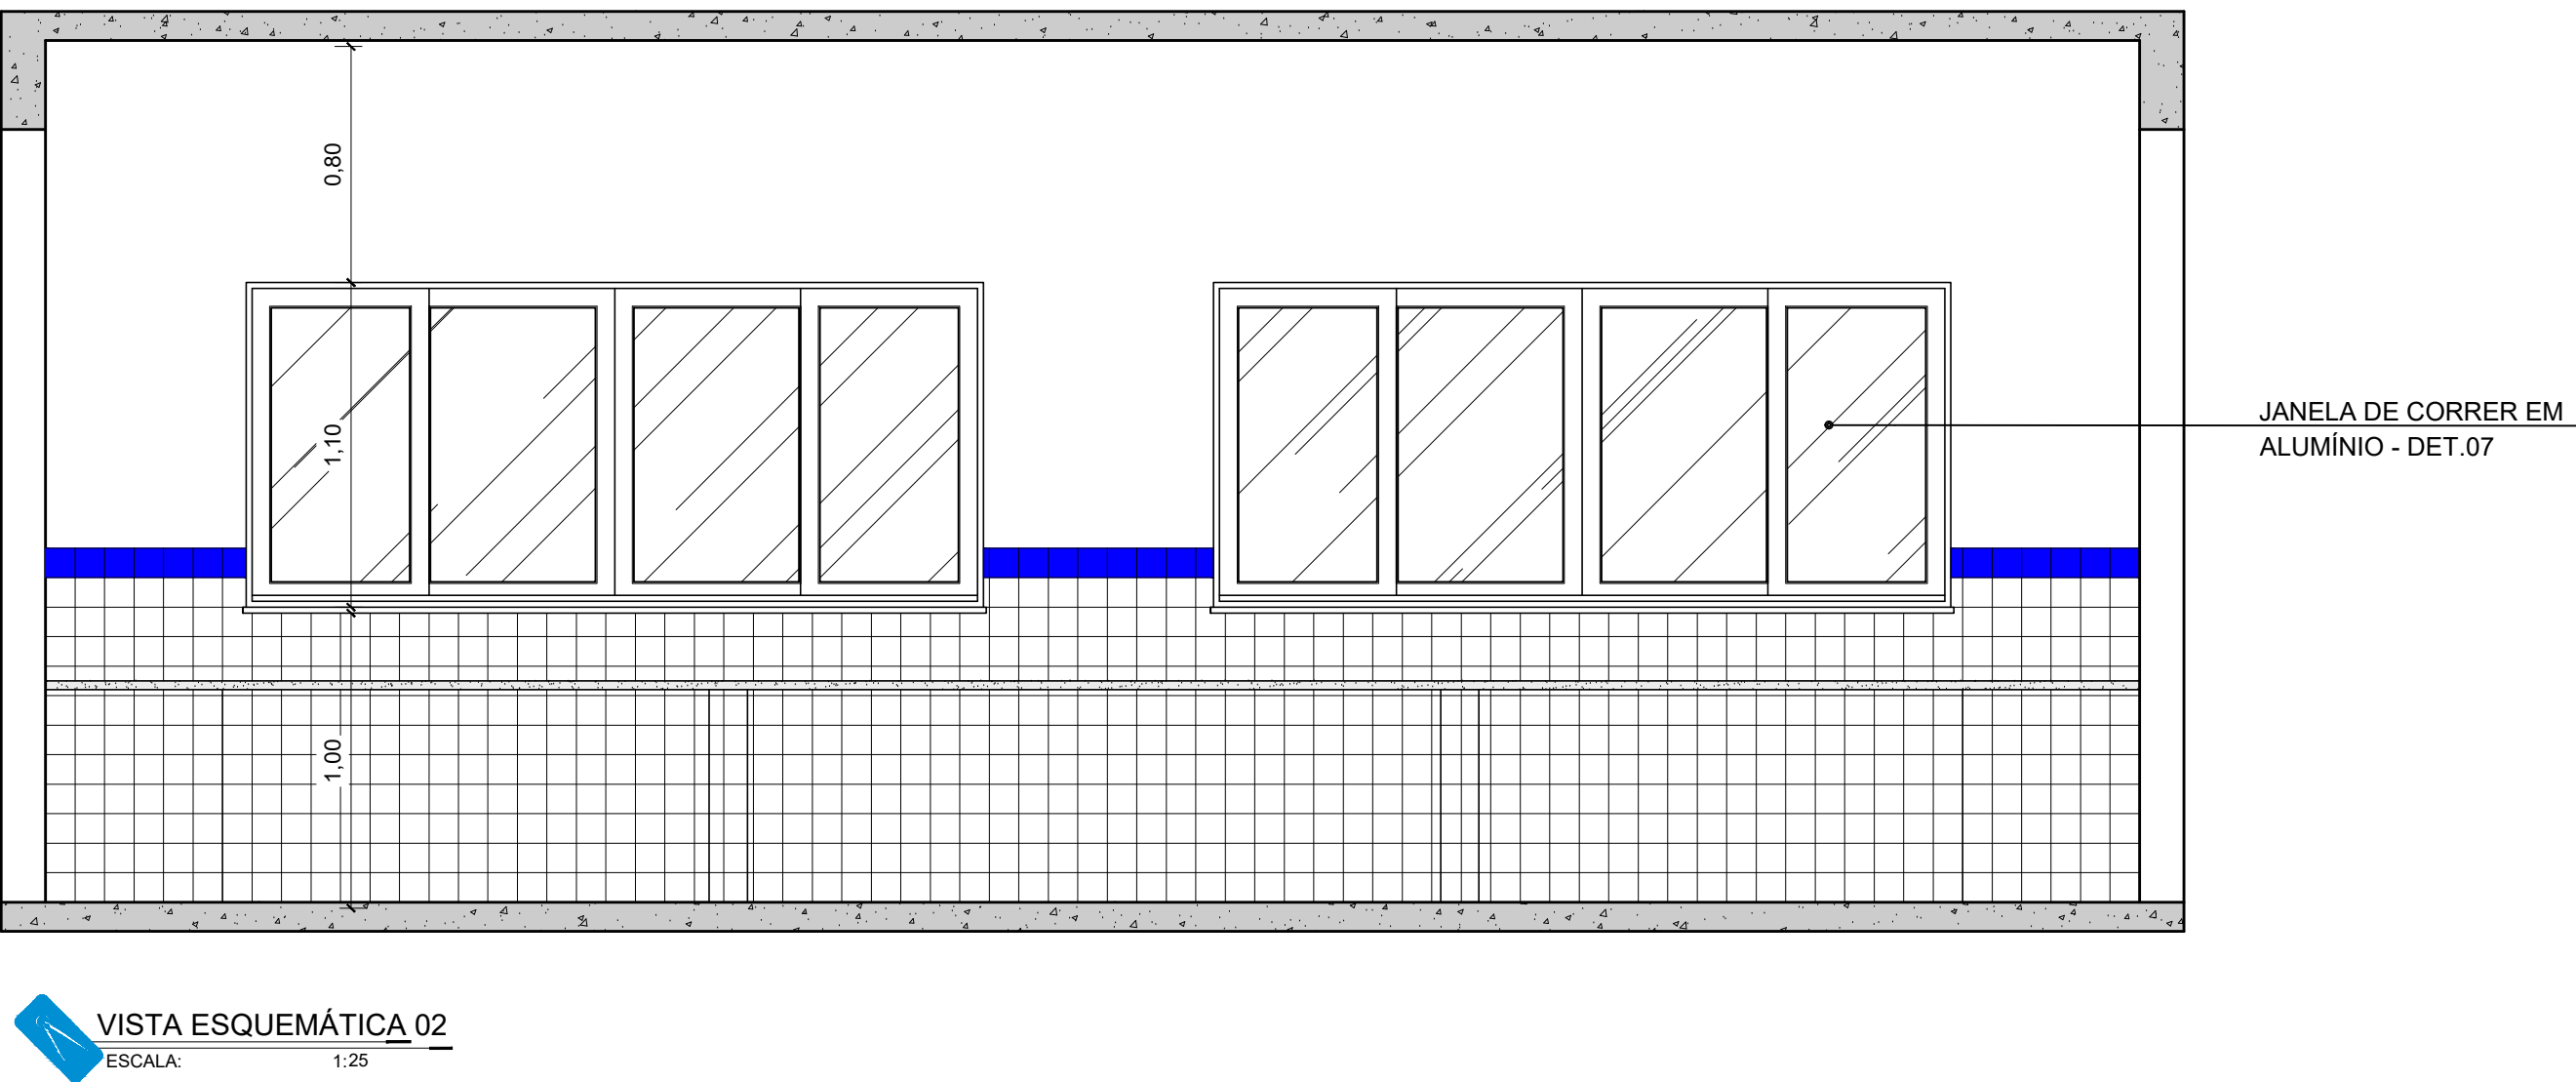 0,80
1,10
1,00
JANELA DE CORRER EM
ALUMÍNIO - DET.07
VISTA ESQUEMÁTICA 02
ESCALA: 1:25